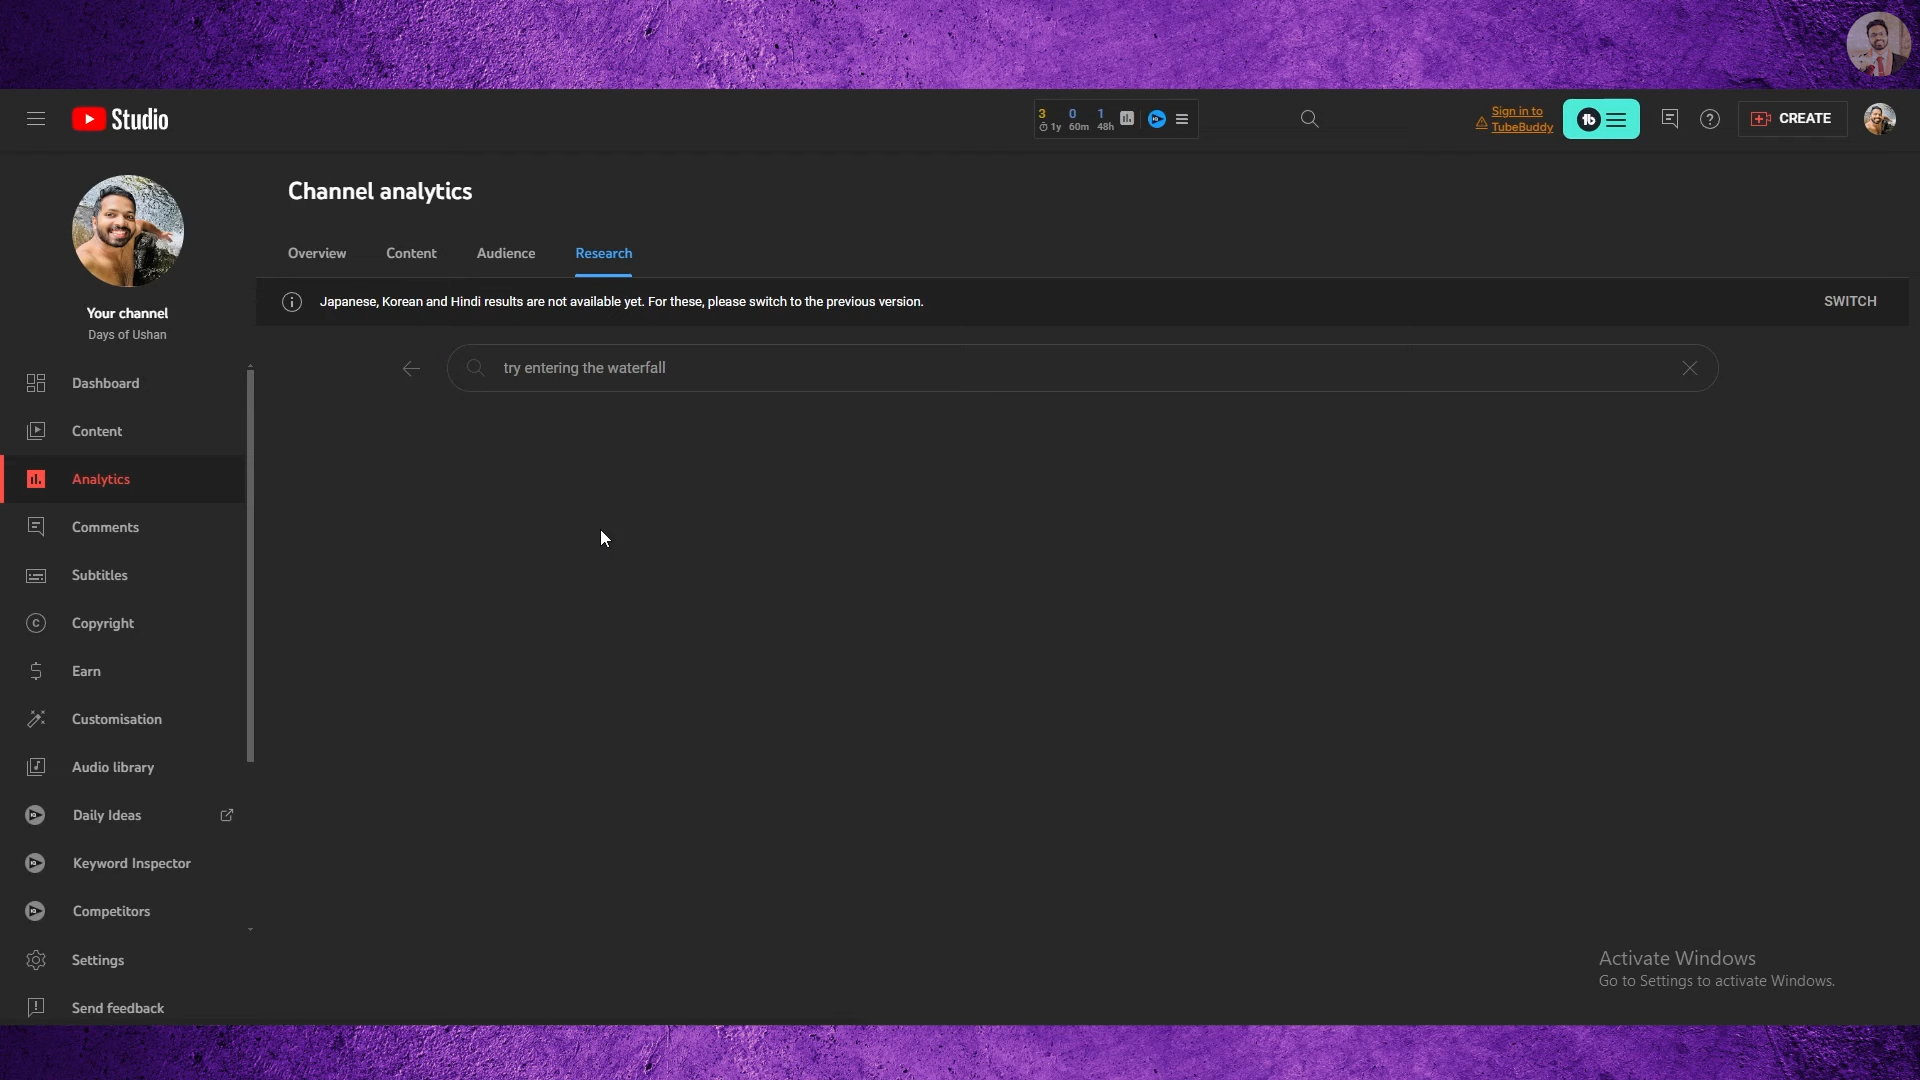 Studio
3 0 1
1y 60m 48h
Sign in to
TubeBuddy
CREATE
Channel analytics
Overview Content Audience Research
Japanese, Korean and Hindi results are not available yet. For these, please switch to the previous version.
SWITCH
try entering the waterfall
Your channel
Days of Ushan
Dashboard
Content
Analytics
Comments
Subtitles
Copyright
Earn
Customisation
Audio library
Daily Ideas
Keyword Inspector
Competitors
Settings
Send feedback
Activate Windows
Go to Settings to activate Windows.